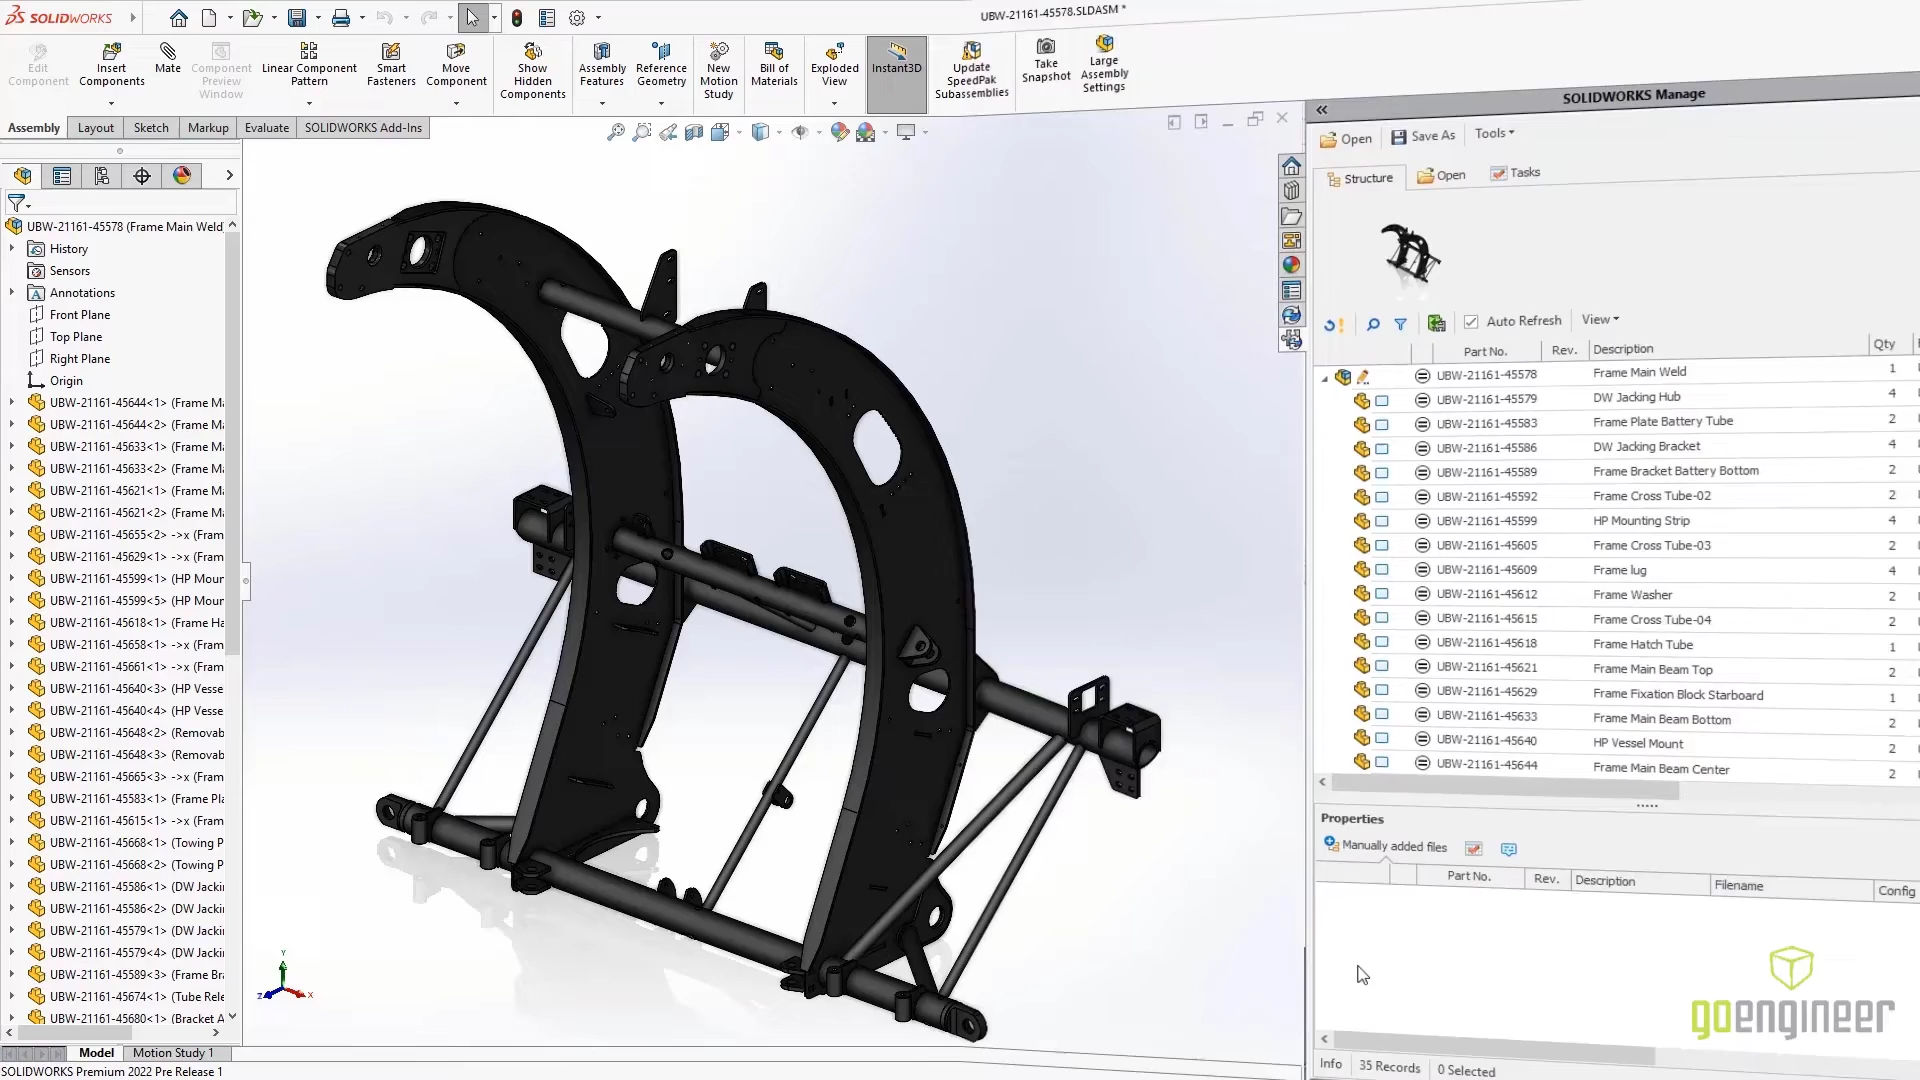 SOLIDWORKS
UBW-21161-45578.SLDASM *
Edit Component
Insert Components
Mate
Component Preview Window
Linear Component Pattern
Smart Fasteners
Move Component
Show Hidden Components
Assembly Features
Reference Geometry
New Motion Study
Bill of Materials
Exploded View
Instant3D
Update SpeedPak Subassemblies
Take Snapshot
Large Assembly Settings
Assembly
Layout
Sketch
Markup
Evaluate
SOLIDWORKS Add-Ins
UBW-21161-45578 (Frame Main Weld
History
Sensors
Annotations
Front Plane
Top Plane
Right Plane
Origin
UBW-21161-45644<1> (Frame Ma
UBW-21161-45644<2> (Frame Ma
UBW-21161-45633<1> (Frame Ma
UBW-21161-45633<2> (Frame Ma
UBW-21161-45621<1> (Frame Ma
UBW-21161-45621<2> (Frame Ma
UBW-21161-45655<2> ->x (Fram
UBW-21161-45629<1> ->x (Fram
UBW-21161-45599<1> (HP Moun
UBW-21161-45599<5> (HP Moun
UBW-21161-45618<1> (Frame Ha
UBW-21161-45658<1> ->x (Fram
UBW-21161-45661<1> ->x (Fram
UBW-21161-45640<3> (HP Vesse
UBW-21161-45640<4> (HP Vesse
UBW-21161-45648<2> (Removab
UBW-21161-45648<3> (Removab
UBW-21161-45665<3> ->x (Fram
UBW-21161-45583<1> (Frame Pla
UBW-21161-45615<1> ->x (Fram
UBW-21161-45668<1> (Towing P
UBW-21161-45668<2> (Towing P
UBW-21161-45586<1> (DW Jackin
UBW-21161-45586<2> (DW Jackin
UBW-21161-45579<1> (DW Jackin
UBW-21161-45579<4> (DW Jackin
UBW-21161-45589<3> (Frame Bra
UBW-21161-45674<1> (Tube Rele
UBW-21161-45680<1> (Bracket A
Y
Z
X
Model
Motion Study 1
SOLIDWORKS Premium 2022 Pre Release 1
SOLIDWORKS Manage
Open Save As Tools
Structure Open Tasks
Auto Refresh View
Part No. Rev. Description Qty
UBW-21161-45578 Frame Main Weld 1
UBW-21161-45579 DW Jacking Hub 4
UBW-21161-45583 Frame Plate Battery Tube 2
UBW-21161-45586 DW Jacking Bracket 4
UBW-21161-45589 Frame Bracket Battery Bottom 2
UBW-21161-45592 Frame Cross Tube-02 2
UBW-21161-45599 HP Mounting Strip 4
UBW-21161-45605 Frame Cross Tube-03 2
UBW-21161-45609 Frame lug 4
UBW-21161-45612 Frame Washer 2
UBW-21161-45615 Frame Cross Tube-04 2
UBW-21161-45618 Frame Hatch Tube 1
UBW-21161-45621 Frame Main Beam Top 2
UBW-21161-45629 Frame Fixation Block Starboard 1
UBW-21161-45633 Frame Main Beam Bottom 2
UBW-21161-45640 HP Vessel Mount 2
UBW-21161-45644 Frame Main Beam Center 2
Properties
Manually added files
Part No. Rev. Description Filename Config
goengineer
Info 35 Records 0 Selected